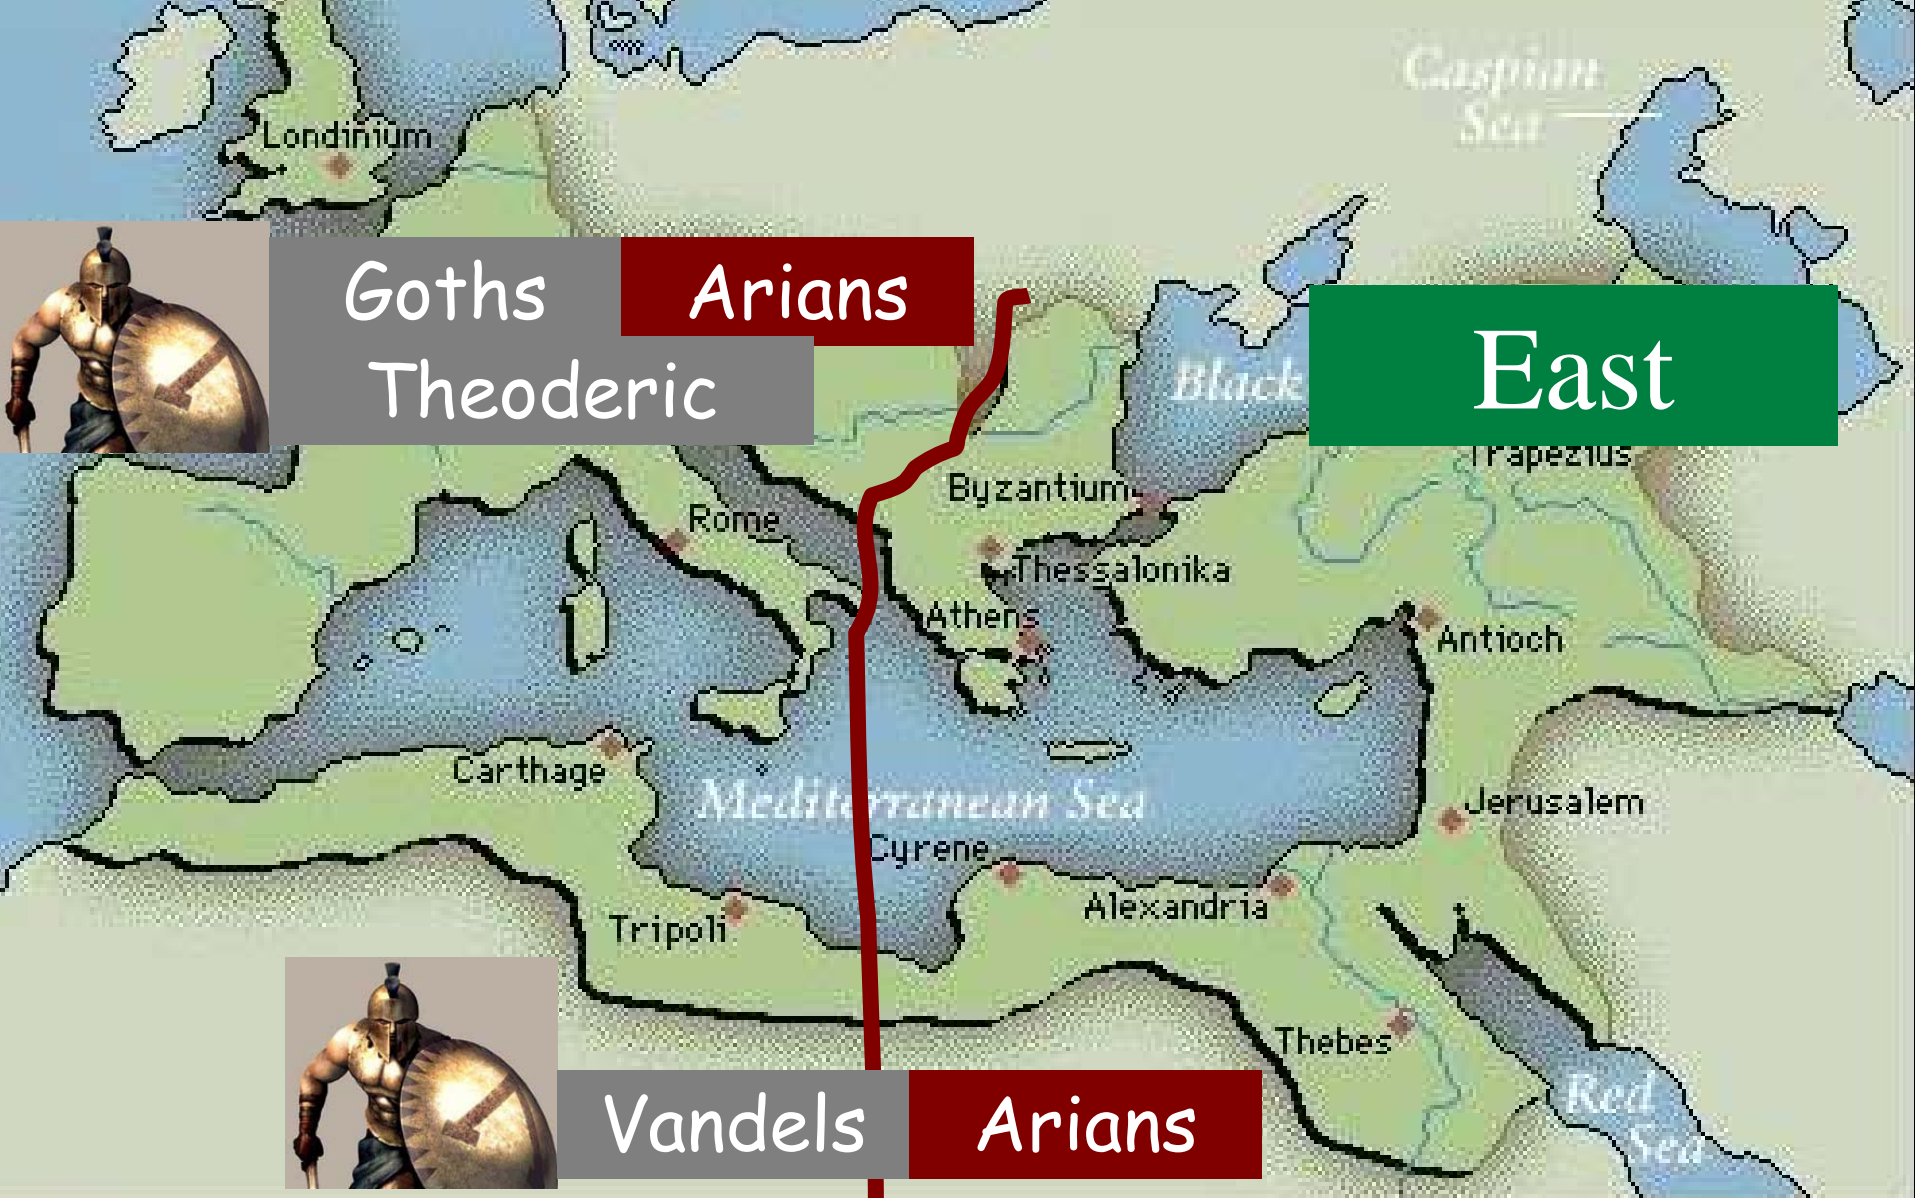 Caspian
Sea
Londinium
Goths
Arians
Theoderic
East
Black
Trapezius
Byzantium
Rome
Thessalonika
Athens
Antioch
Carthage
Mediterranean Sea
Jerusalem
Cyrene
Alexandria
Tripoli
Thebes
Red
Sea
Vandels
Arians